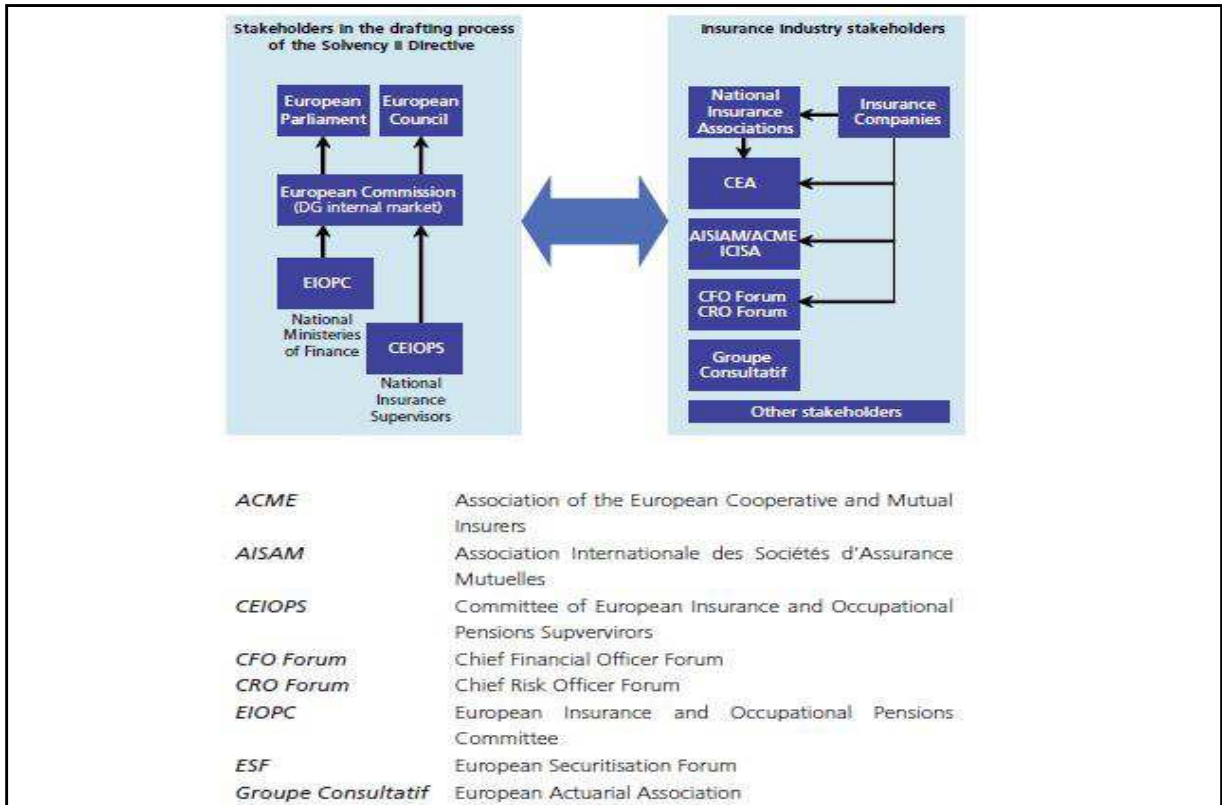 Stakeholders in the drafting process
of the Solvency II Directive
European
Parliament
European
Council
European Commission
(DG internal market)
EIOPC
National
Ministeries
of Finance
CEIOPS
National
Insurance
Supervisors
Insurance Industry stakeholders
National
Insurance
Associations
Insurance
Companies
CEA
AISIAM/ACME
ICISA
CFO Forum
CRO Forum
Groupe
Consultatif
Other stakeholders
ACME Association of the European Cooperative and Mutual
Insurers
AISAM Association Internationale des Sociétés d'Assurance
Mutuelles
CEIOPS Committee of European Insurance and Occupational
Pensions Supvervirors
CFO Forum Chief Financial Officer Forum
CRO Forum Chief Risk Officer Forum
EIOPC European Insurance and Occupational Pensions
Committee
ESF European Securitisation Forum
Groupe Consultatif European Actuarial Association